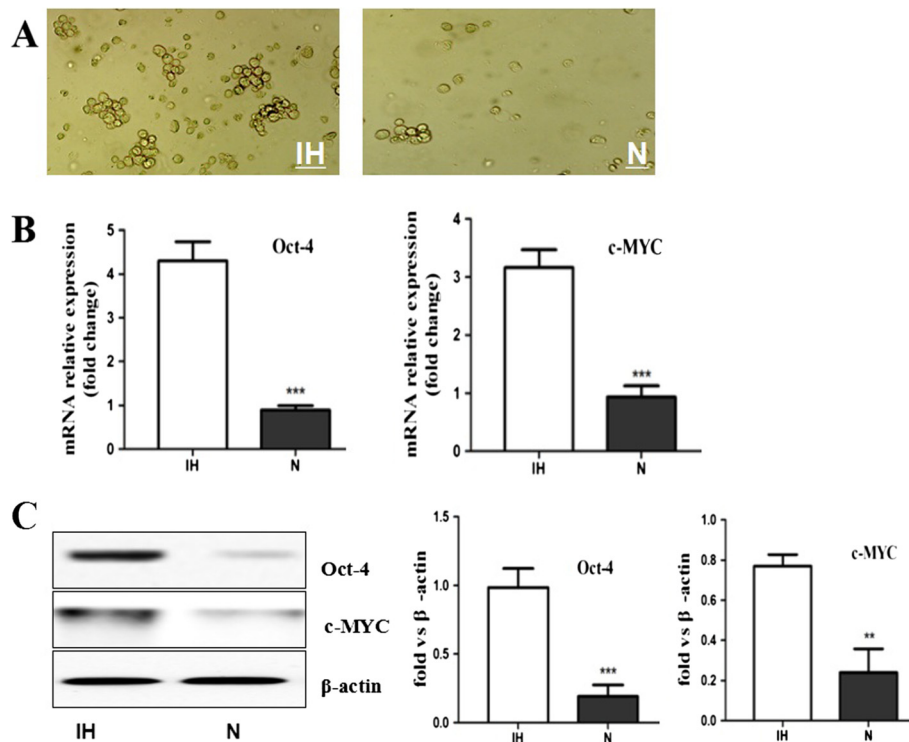 A
IH
N
B
mRNA relative expression
(fold change)
5
4
3
2
1
0
Oct-4
***
IH
N
mRNA relative expression
(fold change)
4
3
2
1
0
c-MYC
***
IH
N
C
Oct-4
c-MYC
β-actin
IH
N
fold vs β -actin
1.5
1.0
0.5
0.0
Oct-4
***
IH
N
fold vs β -actin
1.0
0.8
0.6
0.4
0.2
0.0
c-MYC
**
IH
N